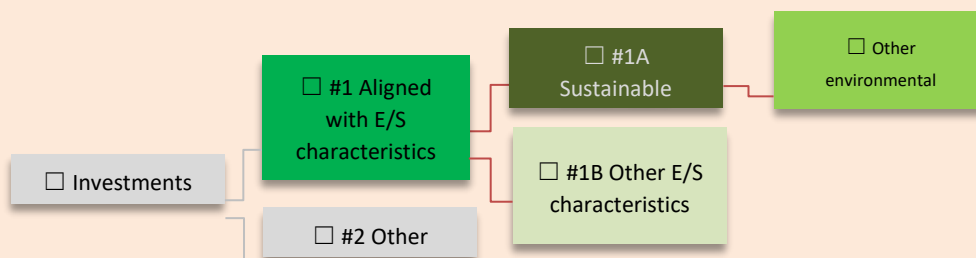 ☐ Investments
☐ #1 Aligned
with E/S
characteristics
☐ #2 Other
☐ #1A
Sustainable
☐ #1B Other E/S
characteristics
☐ Other
environmental